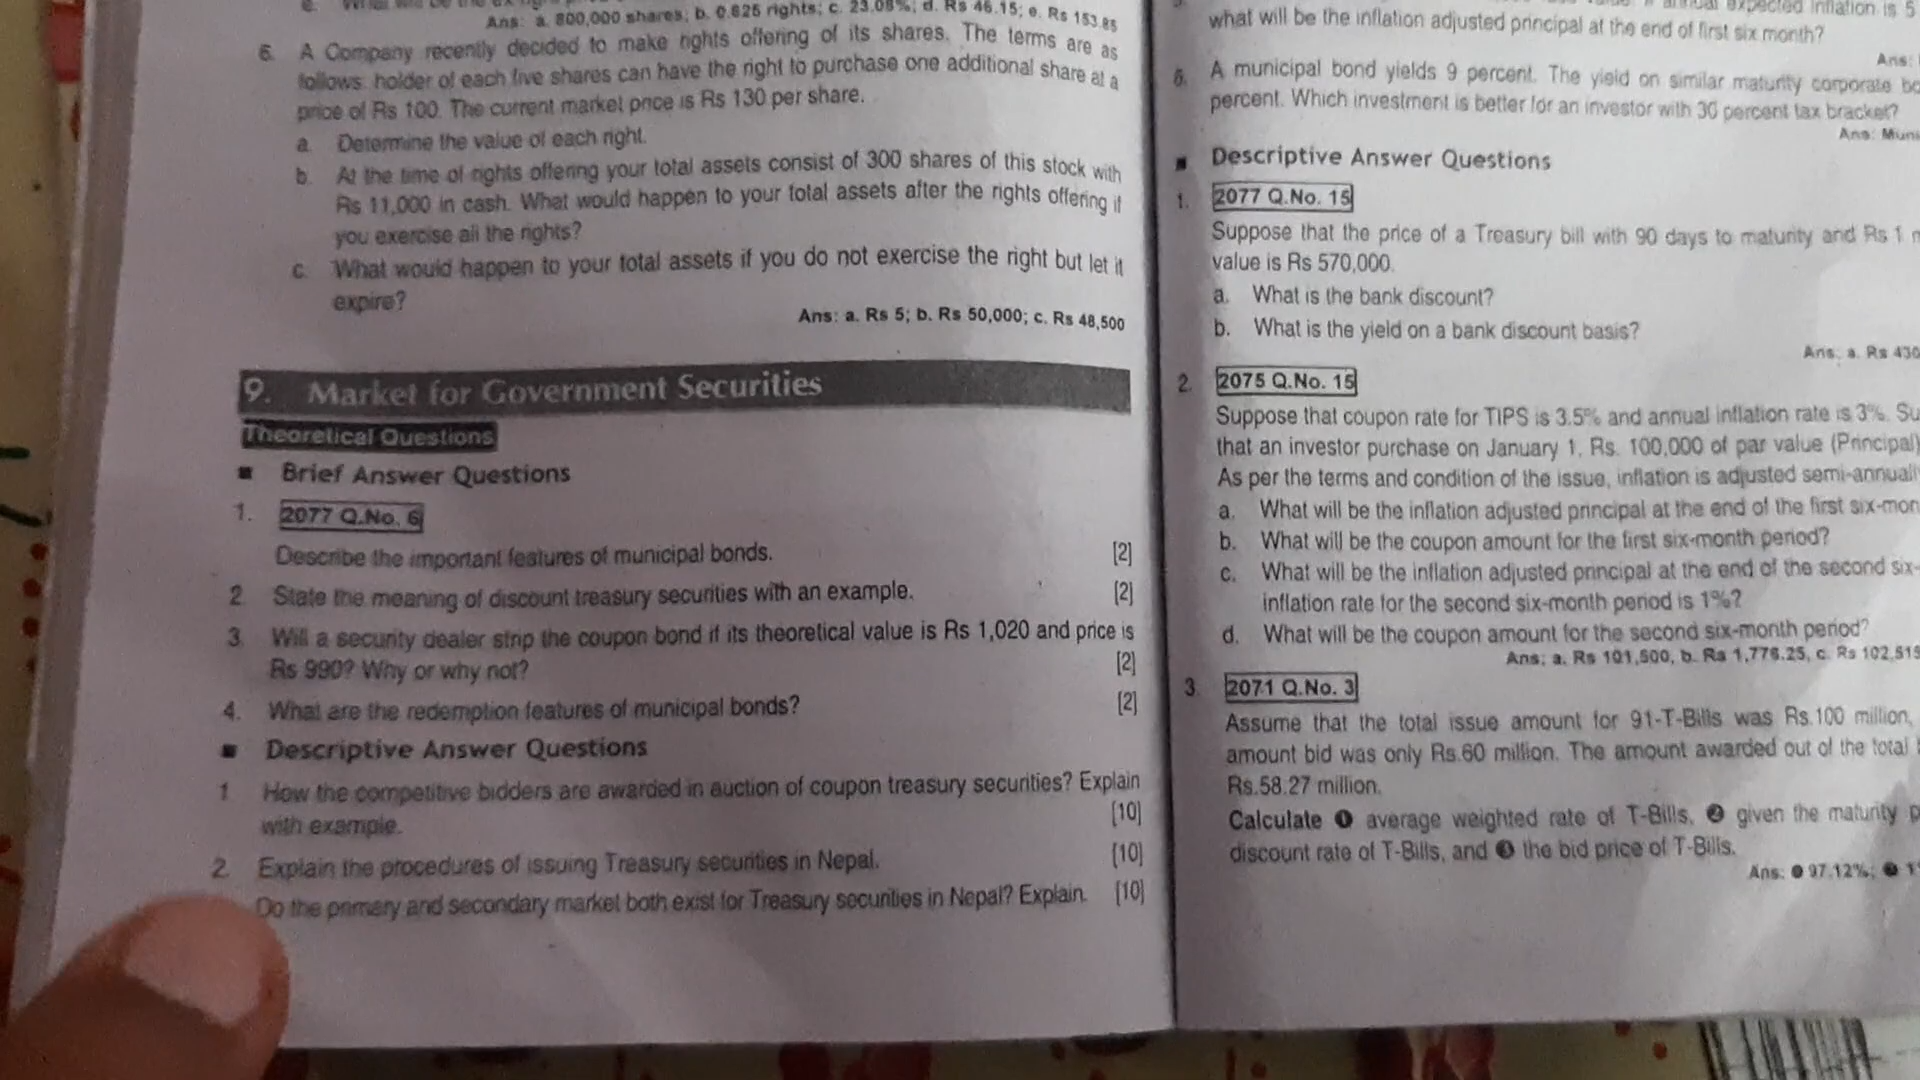 Ans: a. 800,000 shares; b. 0.625 rights; c. 23.08%; d. Rs 46.15; e. Rs 153.85
6. A Company recently decided to make rights offering of its shares. The terms are as
follows: holder of each five shares can have the right to purchase one additional share at a
price of Rs 100. The current market price is Rs 130 per share.
a. Determine the value of each right.
b. At the time of rights offering your total assets consist of 300 shares of this stock with
Rs 11,000 in cash. What would happen to your total assets after the rights offering if
you exercise all the rights?
c. What would happen to your total assets if you do not exercise the right but let it
expire?
Ans: a. Rs 5; b. Rs 50,000; c. Rs 48,500
9. Market for Government Securities
Theoretical Questions
■ Brief Answer Questions
1. 2077 Q.No. 6
Describe the important features of municipal bonds. [2]
2. State the meaning of discount treasury securities with an example. [2]
3. Will a security dealer strip the coupon bond if its theoretical value is Rs 1,020 and price is
Rs 990? Why or why not? [2]
4. What are the redemption features of municipal bonds? [2]
■ Descriptive Answer Questions
1 How the competitive bidders are awarded in auction of coupon treasury securities? Explain
with example. [10]
2. Explain the procedures of issuing Treasury securities in Nepal. [10]
Do the primary and secondary market both exist for Treasury securities in Nepal? Explain. [10]
annual expected inflation is 5
what will be the inflation adjusted principal at the end of first six month?
Ans:
6. A municipal bond yields 9 percent. The yield on similar maturity corporate
percent. Which investment is better for an investor with 30 percent tax bracket?
Ans:
■ Descriptive Answer Questions
1. 2077 Q.No. 15
Suppose that the price of a Treasury bill with 90 days to maturity and Rs 1
value is Rs 570,000.
a. What is the bank discount?
b. What is the yield on a bank discount basis?
Ans: a. Rs 430
2. 2075 Q.No. 15
Suppose that coupon rate for TIPS is 3.5% and annual inflation rate is 3%. Su
that an investor purchase on January 1, Rs. 100,000 of par value (Principal)
As per the terms and condition of the issue, inflation is adjusted semi-annuall
a. What will be the inflation adjusted principal at the end of the first six-mon
b. What will be the coupon amount for the first six-month period?
c. What will be the inflation adjusted principal at the end of the second six-
inflation rate for the second six-month period is 1%?
d. What will be the coupon amount for the second six-month period?
Ans: a. Rs 101,500, b. Rs 1,776.25, c. Rs 102,515
3. 2071 Q.No. 3
Assume that the total issue amount for 91-T-Bills was Rs.100 million,
amount bid was only Rs.60 million. The amount awarded out of the total
Rs.58.27 million.
Calculate ❶ average weighted rate of T-Bills, ❷ given the maturity p
discount rate of T-Bills, and ❸ the bid price of T-Bills.
Ans: ❶ 97.12%; ❷